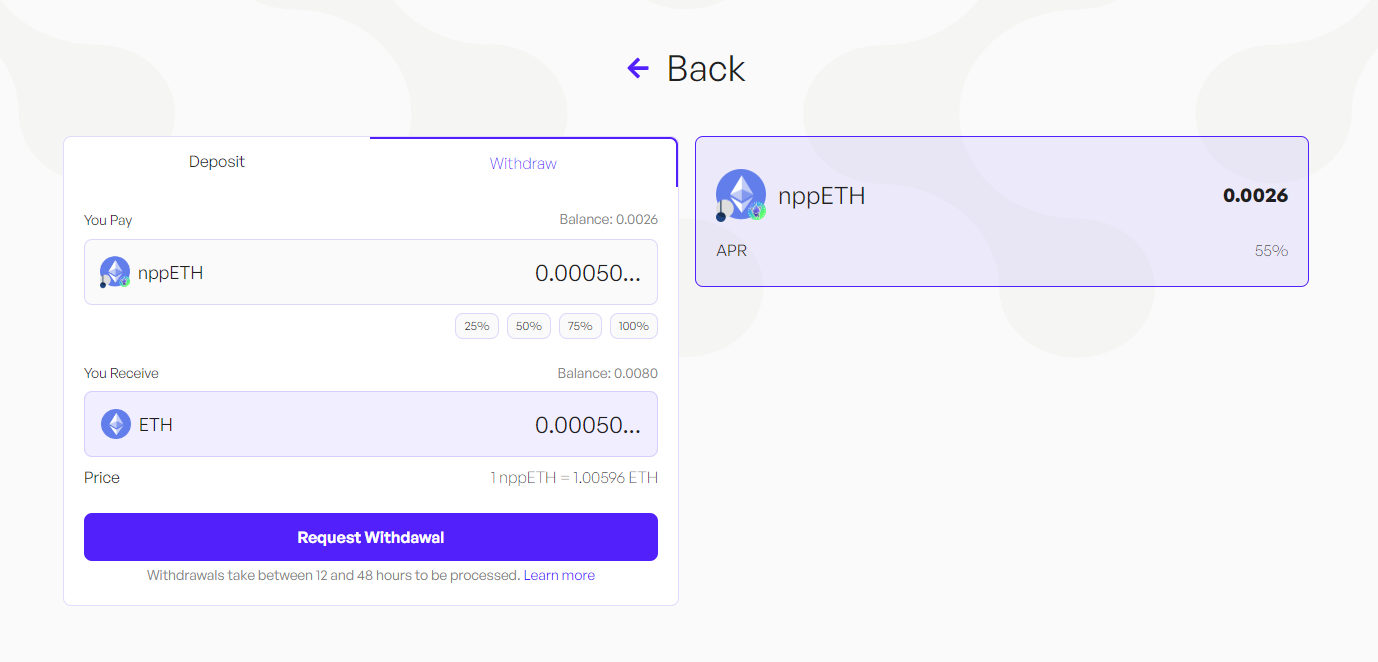 Back
Deposit
Withdraw
You Pay
Balance: 0.0026
nppETH
0.00050...
25%
50%
75%
100%
You Receive
Balance: 0.0080
ETH
0.00050...
Price
1 nppETH = 1.00596 ETH
Request Withdawal
Withdrawals take between 12 and 48 hours to be processed. Learn more
nppETH
0.0026
APR
55%